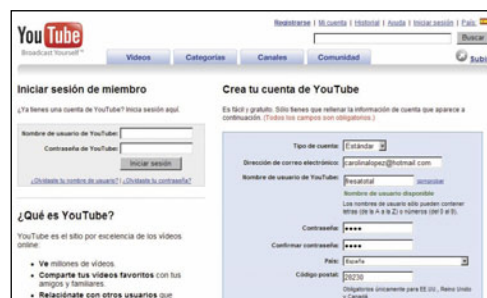 Registrarse | Mi cuenta | Historial | Ayuda | Iniciar sesión | País:
YouTube
Broadcast Yourself™
Buscar
Vídeos
Categorías
Canales
Comunidad
Subi
Iniciar sesión de miembro
¿Ya tienes una cuenta de YouTube? Inicia sesión aquí.
Nombre de usuario de YouTube:
Contraseña de YouTube:
Iniciar sesión
¿Olvidaste tu nombre de usuario? | ¿Olvidaste tu contraseña?
¿Qué es YouTube?
YouTube es el sitio por excelencia de los vídeos
online:
• Ve millones de vídeos.
• Comparte tus vídeos favoritos con tus
amigos y familiares.
• Relaciónate con otros usuarios que
Crea tu cuenta de YouTube
Es fácil y gratuito. Sólo tienes que rellenar la información de cuenta que aparece a
continuación. (Todos los campos son obligatorios.)
Tipo de cuenta: Estándar
Dirección de correo electrónico: carolinalopez@hotmail.com
Nombre de usuario de YouTube: fresatotal comprobar
Nombre de usuario disponible
Los nombres de usuario sólo pueden contener
letras (de la A a la Z) o números (del 0 al 9).
Contraseña: ••••
Confirmar contraseña: ••••
País: España
Código postal: 28230
Obligatorios únicamente para EE.UU., Reino Unido
y Canadá